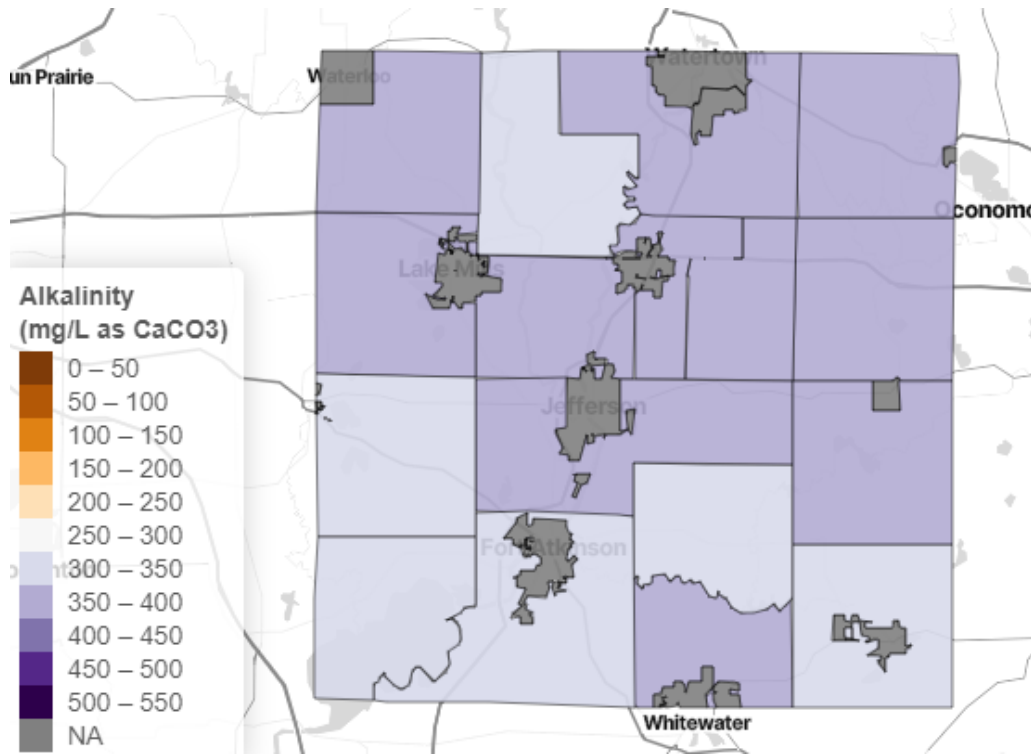 Watertown
un Prairie
Waterloo
Oconomo
Lake Mills
Alkalinity
(mg/L as CaCO3)
0 – 50
50 – 100
100 – 150
150 – 200
200 – 250
250 – 300
300 – 350
350 – 400
400 – 450
450 – 500
500 – 550
NA
Jefferson
Fort Atkinson
Whitewater